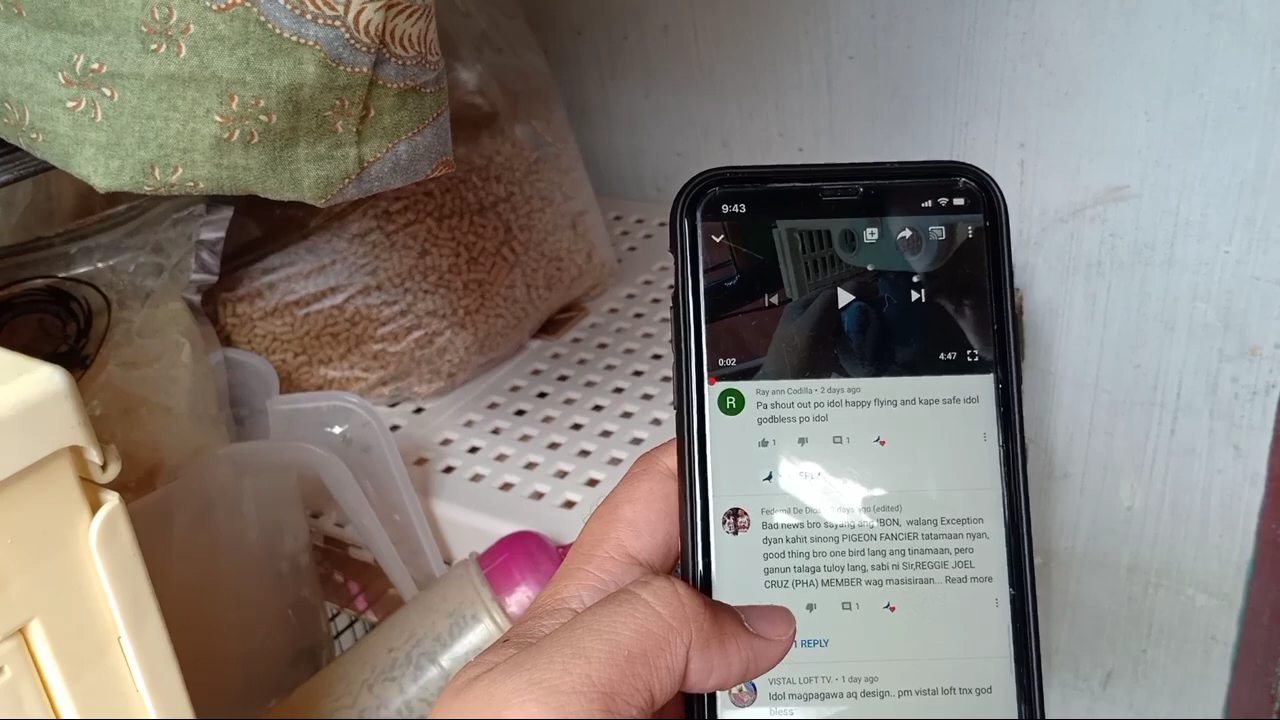 9:43
0:02
4:47
R
Ray ann Codilla • 2 days ago
Pa shout out po idol happy flying and kape safe idol
godbless po idol
1
1
Fedemil De Dios • 2 days ago (edited)
Bad news bro sayang ang IBON, walang Exception
dyan kahit sinong PIGEON FANCIER tatamaan nyan,
good thing bro one bird lang ang tinamaan, pero
ganun talaga tuloy lang, sabi ni Sir,REGGIE JOEL
CRUZ (PHA) MEMBER wag masisiraan... Read more
1
1 REPLY
VISTAL LOFT TV. • 1 day ago
Idol magpagawa aq design.. pm vistal loft tnx god
bless